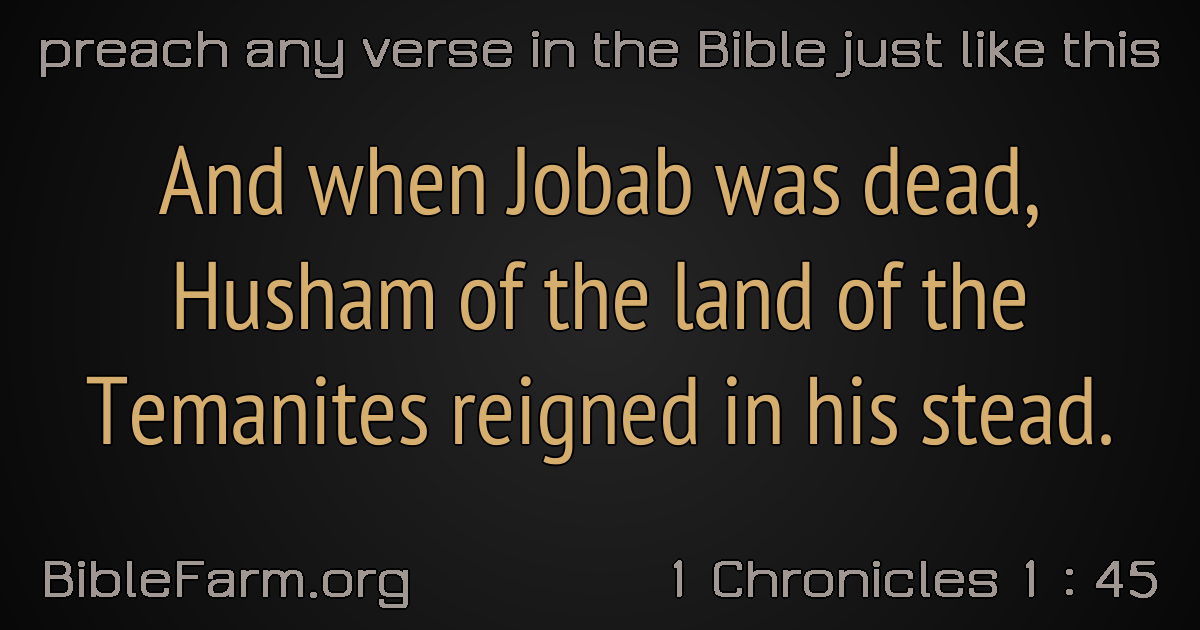 preach any verse in the Bible just like this
And when Jobab was dead,
Husham of the land of the
Temanites reigned in his stead.
BibleFarm.org
1 Chronicles 1 : 45